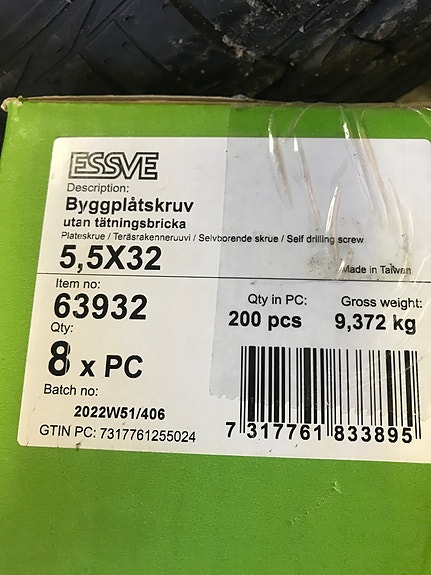 ESSVE
Description:
Byggplåtskruv
utan tätningsbricka
Plateskrue / Teräsrakenneruuvi / Selvborende skrue / Self drilling screw
5,5X32
Made in Taiwan
Item no:
63932
Qty in PC:
200 pcs
Gross weight:
9,372 kg
Qty:
8 x PC
Batch no:
2022W51/406
GTIN PC: 7317761255024
7 317761 833895